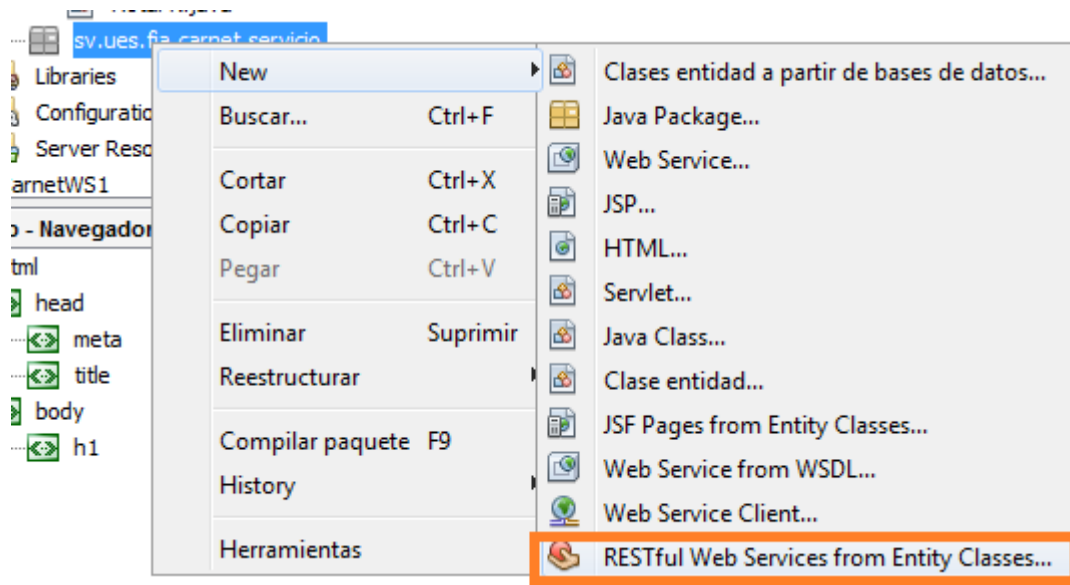 sv.ues.fia.carnet.servicio
Libraries
Configuratio
Server Reso
arnetWS1
o - Navegador
tml
head
meta
title
body
h1
New
Buscar... Ctrl+F
Cortar Ctrl+X
Copiar Ctrl+C
Pegar Ctrl+V
Eliminar Suprimir
Reestructurar
Compilar paquete F9
History
Herramientas
Clases entidad a partir de bases de datos...
Java Package...
Web Service...
JSP...
HTML...
Servlet...
Java Class...
Clase entidad...
JSF Pages from Entity Classes...
Web Service from WSDL...
Web Service Client...
RESTful Web Services from Entity Classes...